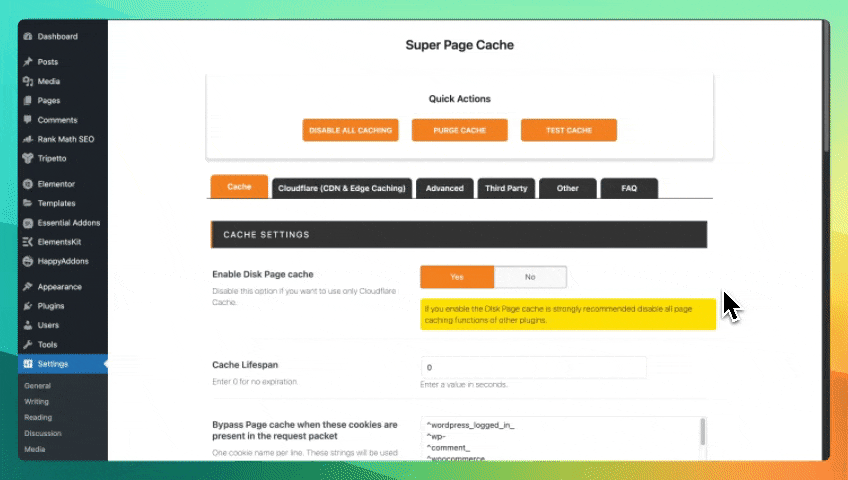 Dashboard
Posts
Media
Pages
Comments
Rank Math SEO
Tripetto
Elementor
Templates
Essential Addons
ElementsKit
HappyAddons
Appearance
Plugins
Users
Tools
Settings
General
Writing
Reading
Discussion
Media
Super Page Cache
Quick Actions
DISABLE ALL CACHING
PURGE CACHE
TEST CACHE
Cache
Cloudflare (CDN & Edge Caching)
Advanced
Third Party
Other
FAQ
CACHE SETTINGS
Enable Disk Page cache
Disable this option if you want to use only Cloudflare
Cache.
Yes
No
If you enable the Disk Page cache is strongly recommended disable all page
caching functions of other plugins.
Cache Lifespan
Enter 0 for no expiration.
0
Enter a value in seconds.
Bypass Page cache when these cookies are
present in the request packet
One cookie name per line. These strings will be used
^wordpress_logged_in_
^wp-
^comment_
^woocommerce_